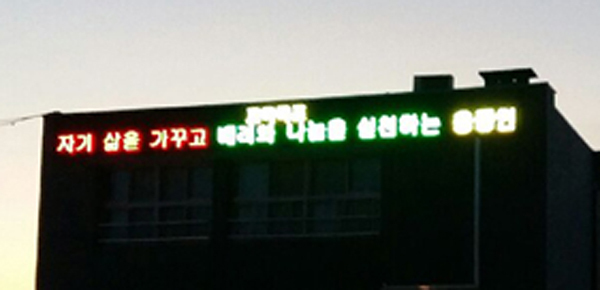 자기 삶을 가꾸고 배려와 나눔을 실천하는